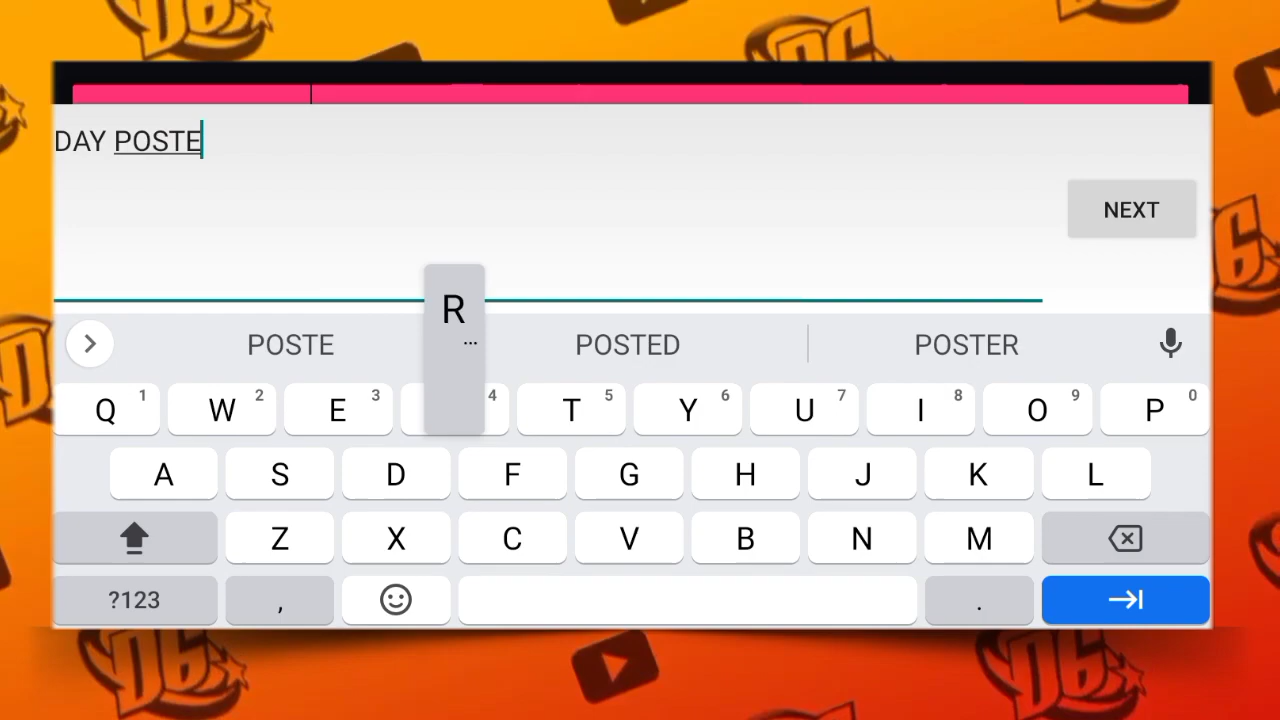 DAY POSTE
NEXT
R
...
POSTE POSTED POSTER
Q 1 W 2 E 3 4 T 5 Y 6 U 7 I 8 O 9 P 0
A S D F G H J K L
Z X C V B N M
?123 , .